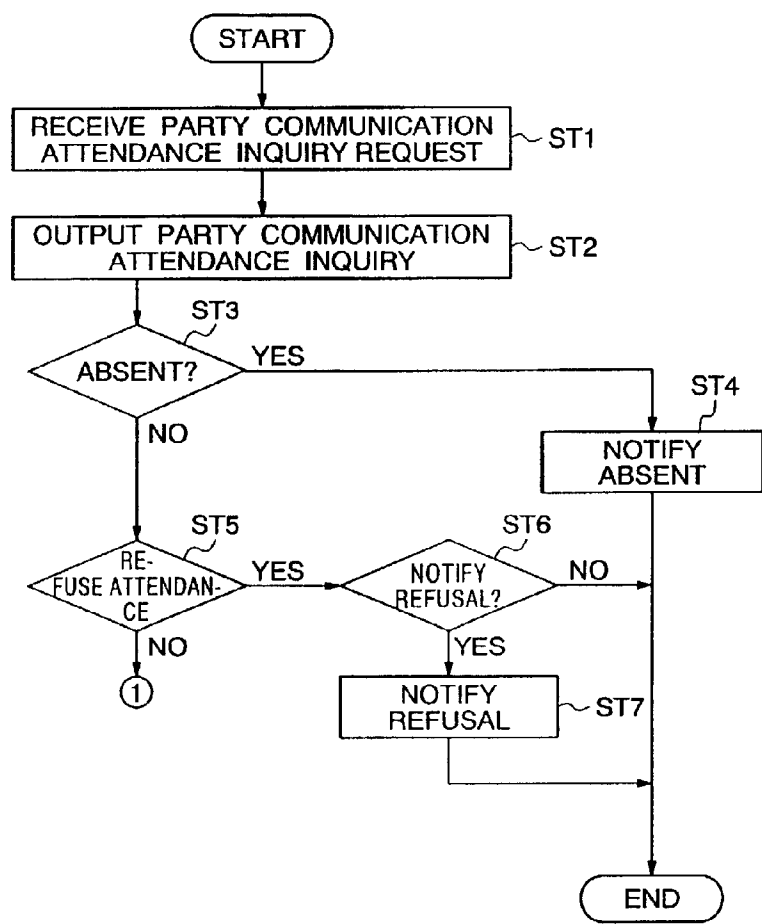 START
RECEIVE PARTY COMMUNICATION
ATTENDANCE INQUIRY REQUEST
ST1
OUTPUT PARTY COMMUNICATION
ATTENDANCE INQUIRY
ST2
ST3
ABSENT?
YES
NO
ST4
NOTIFY
ABSENT
ST5
RE-
FUSE ATTENDAN-
CE
YES
NO
1
ST6
NOTIFY
REFUSAL?
NO
YES
NOTIFY
REFUSAL
ST7
END